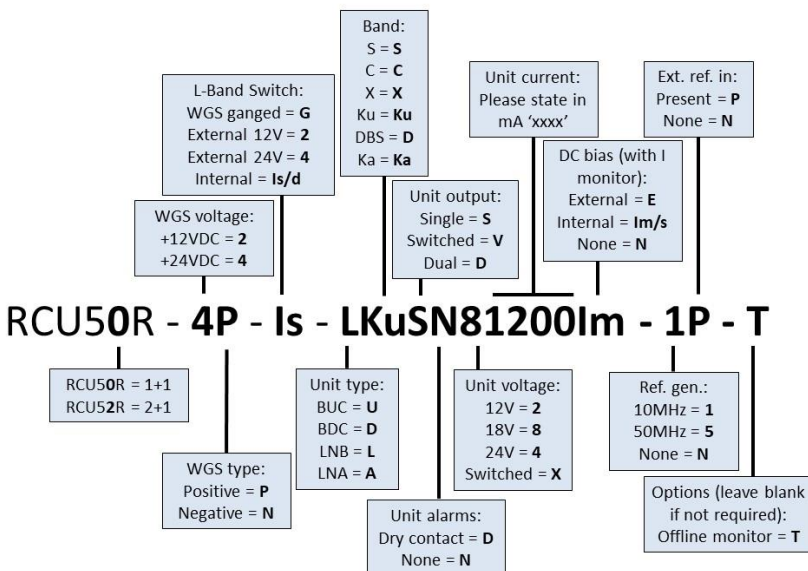 Band:
S = S
C = C
X = X
Ku = Ku
DBS = D
Ka = Ka
L-Band Switch:
WGS ganged = G
External 12V = 2
External 24V = 4
Internal = Is/d
Unit current:
Please state in
mA ‘xxxx’
Ext. ref. in:
Present = P
None = N
DC bias (with I
monitor):
External = E
Internal = Im/s
None = N
Unit output:
Single = S
Switched = V
Dual = D
WGS voltage:
+12VDC = 2
+24VDC = 4
RCU50R - 4P - Is - LKuSN81200Im - 1P - T
RCU50R = 1+1
RCU52R = 2+1
Unit type:
BUC = U
BDC = D
LNB = L
LNA = A
Unit voltage:
12V = 2
18V = 8
24V = 4
Switched = X
Ref. gen.:
10MHz = 1
50MHz = 5
None = N
WGS type:
Positive = P
Negative = N
Unit alarms:
Dry contact = D
None = N
Options (leave blank
if not required):
Offline monitor = T